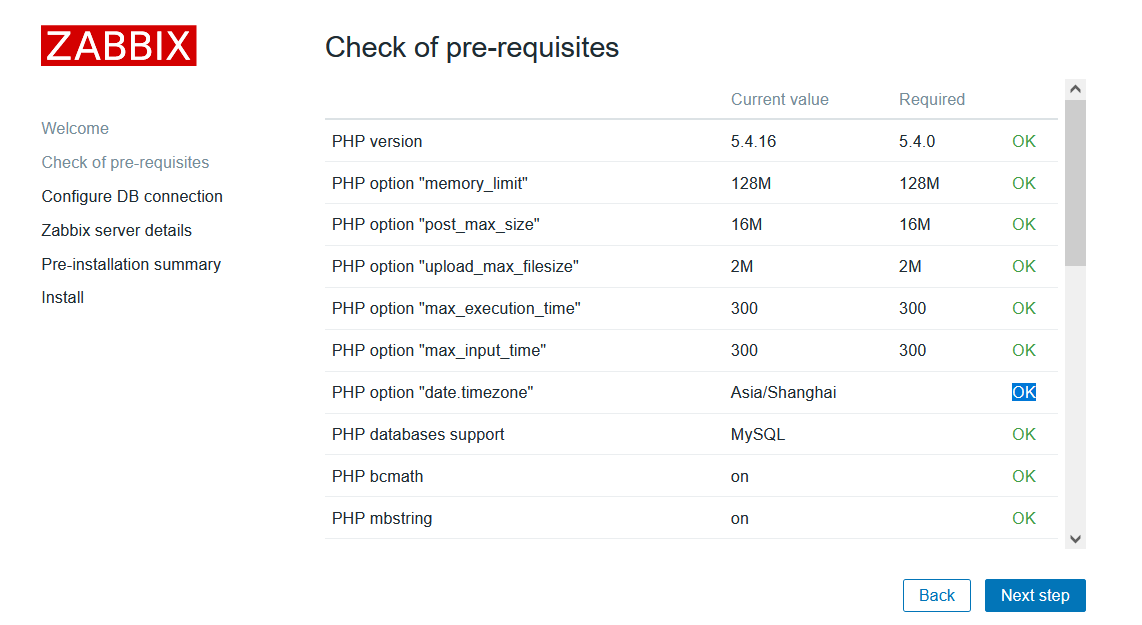 ZABBIX
Check of pre-requisites
Welcome
Check of pre-requisites
Configure DB connection
Zabbix server details
Pre-installation summary
Install
Current value Required
PHP version 5.4.16 5.4.0 OK
PHP option "memory_limit" 128M 128M OK
PHP option "post_max_size" 16M 16M OK
PHP option "upload_max_filesize" 2M 2M OK
PHP option "max_execution_time" 300 300 OK
PHP option "max_input_time" 300 300 OK
PHP option "date.timezone" Asia/Shanghai OK
PHP databases support MySQL OK
PHP bcmath on OK
PHP mbstring on OK
Back Next step